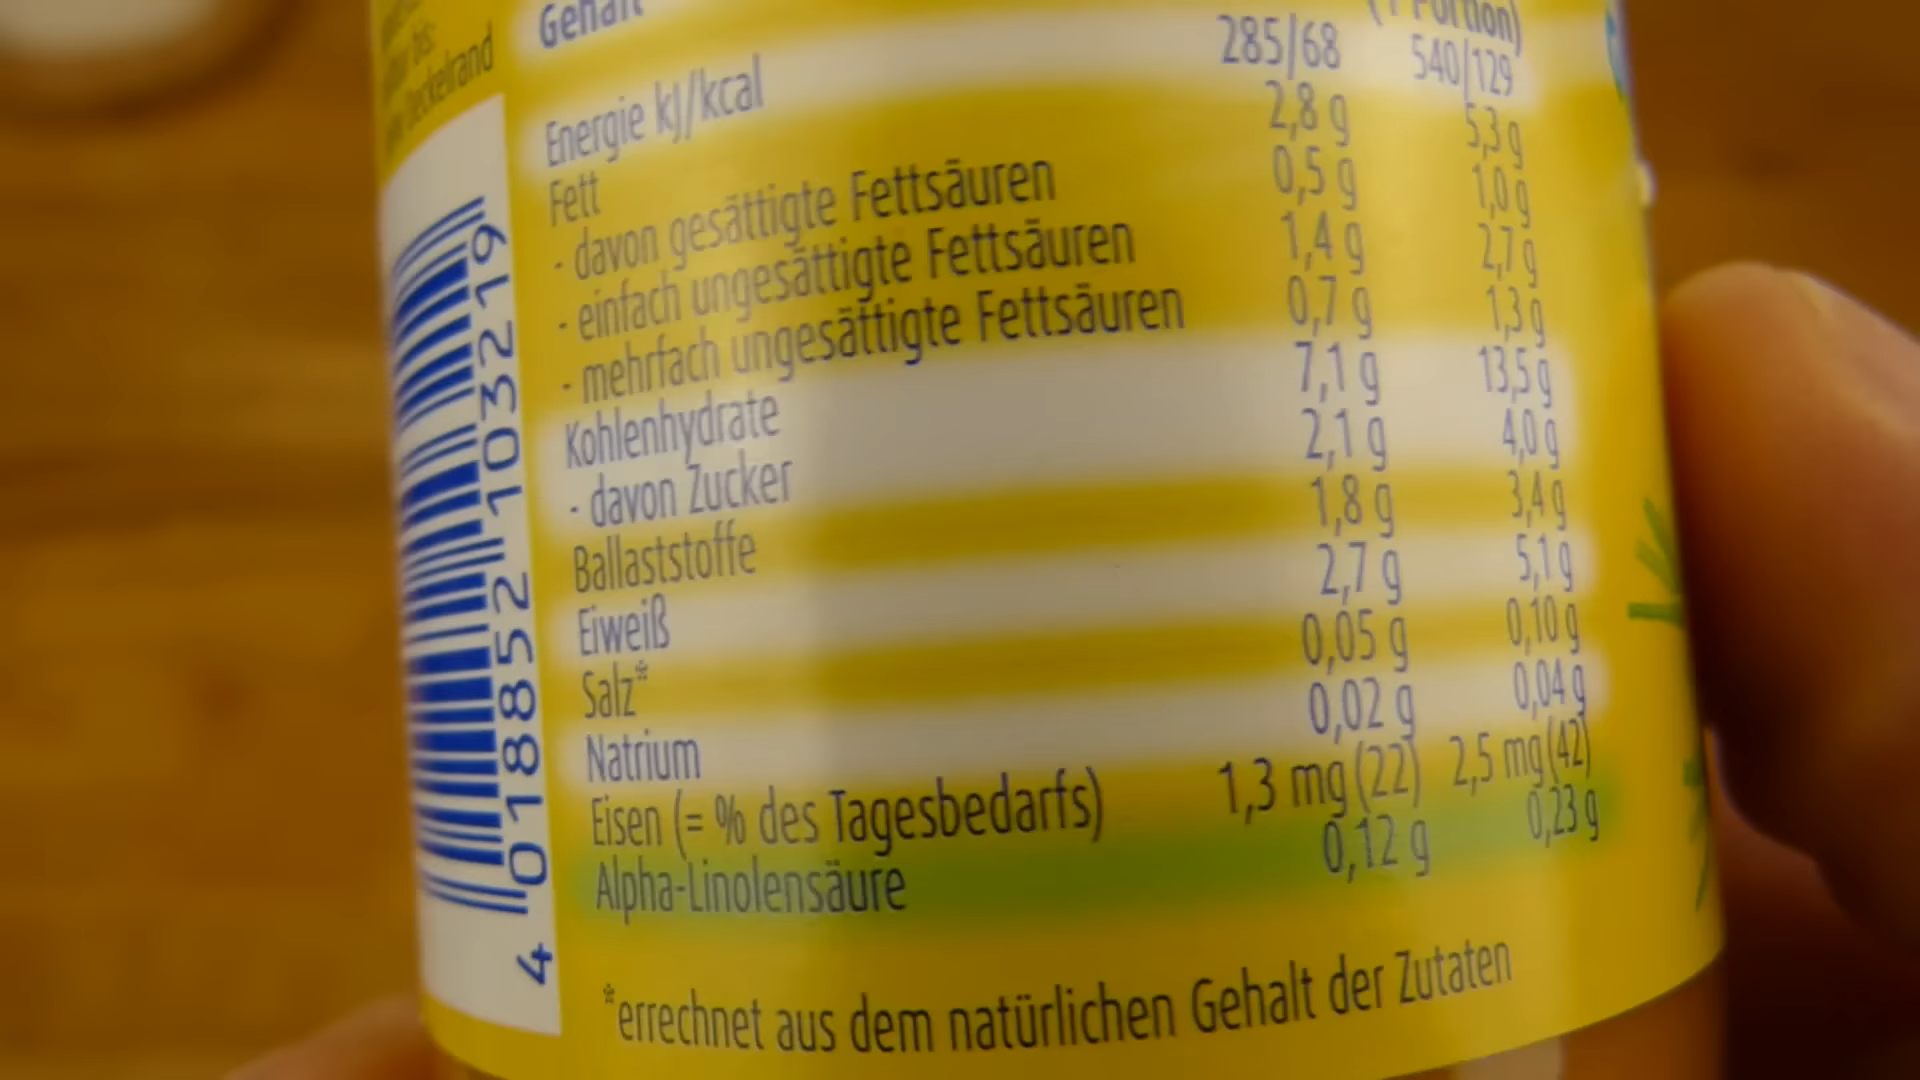 Deckelrand
Gehalt (1 Portion)
Energie kJ/kcal 285/68 540/129
Fett 2,8 g 5,3 g
- davon gesättigte Fettsäuren 0,5 g 1,0 g
- einfach ungesättigte Fettsäuren 1,4 g 2,7 g
- mehrfach ungesättigte Fettsäuren 0,7 g 1,3 g
Kohlenhydrate 7,1 g 13,5 g
- davon Zucker 2,1 g 4,0 g
Ballaststoffe 1,8 g 3,4 g
Eiweiß 2,7 g 5,1 g
Salz* 0,05 g 0,10 g
Natrium 0,02 g 0,04 g
Eisen (= % des Tagesbedarfs) 1,3 mg (22) 2,5 mg (42)
Alpha-Linolensäure 0,12 g 0,23 g
*errechnet aus dem natürlichen Gehalt der Zutaten
4 018852 103219